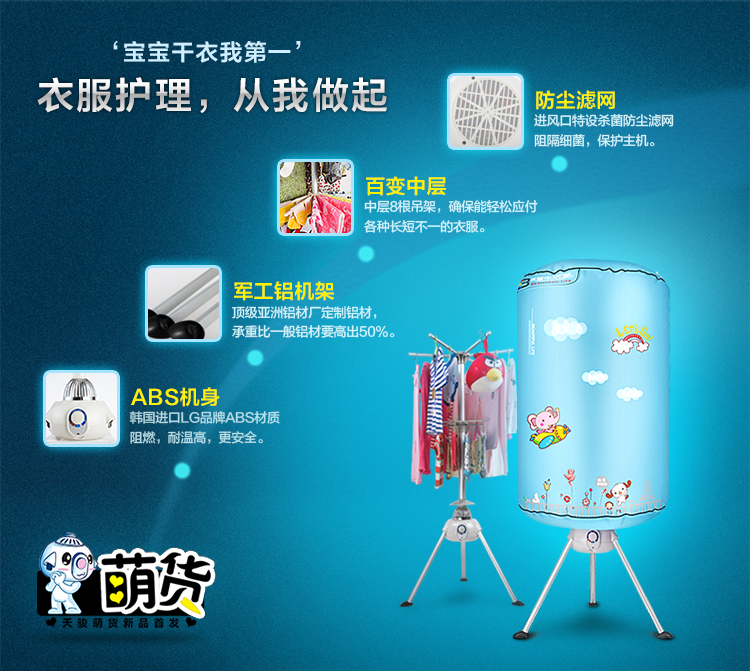 ‘宝宝干衣我第一’
衣服护理，从我做起
防尘滤网
进风口特设杀菌防尘滤网
阻隔细菌，保护主机。
百变中层
中层8根吊架，确保能轻松应付
各种长短不一的衣服。
军工铝机架
顶级亚洲铝材厂定制铝材，
承重比一般铝材要高出50%。
ABS机身
韩国进口LG品牌ABS材质
阻燃，耐温高，更安全。
萌货
天骏萌货新品首发